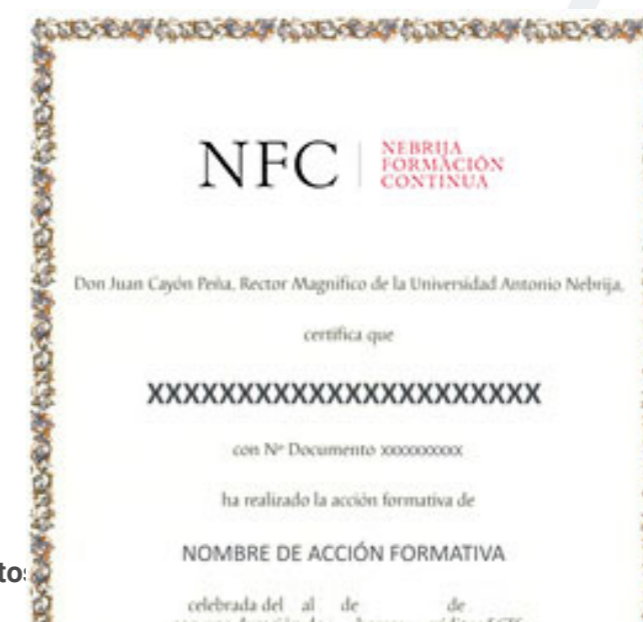 NFC
NEBRIJA
FORMACIÓN
CONTINUA
Don Juan Cayón Peña, Rector Magnífico de la Universidad Antonio Nebrija,
certifica que
XXXXXXXXXXXXXXXXXXXXXX
con Nº Documento xxxxxxxxxx
ha realizado la acción formativa de
NOMBRE DE ACCIÓN FORMATIVA
celebrada del al de de